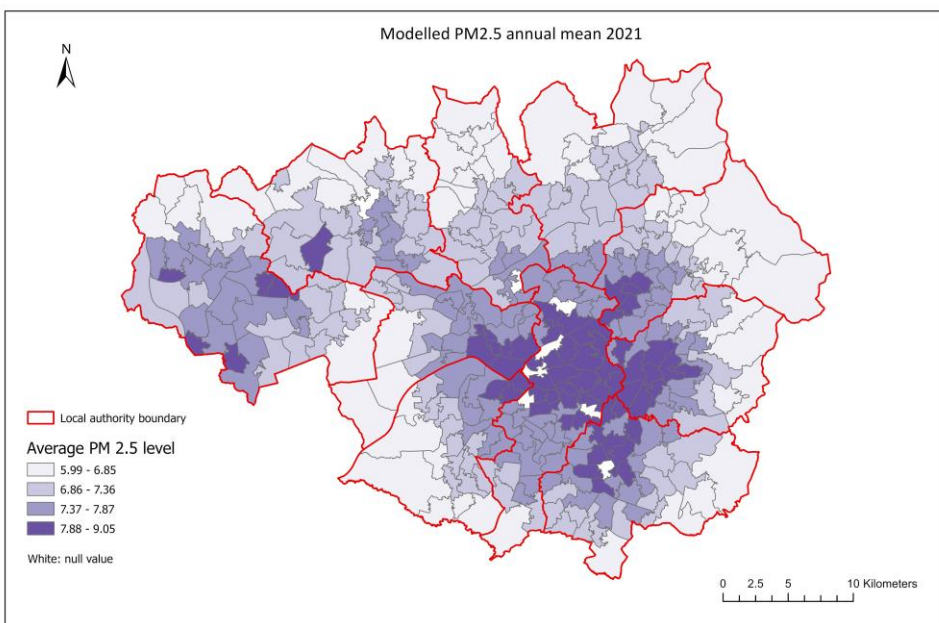 Modelled PM2.5 annual mean 2021
N
Local authority boundary
Average PM 2.5 level
5.99 - 6.85
6.86 - 7.36
7.37 - 7.87
7.88 - 9.05
White: null value
0 2.5 5 10 Kilometers